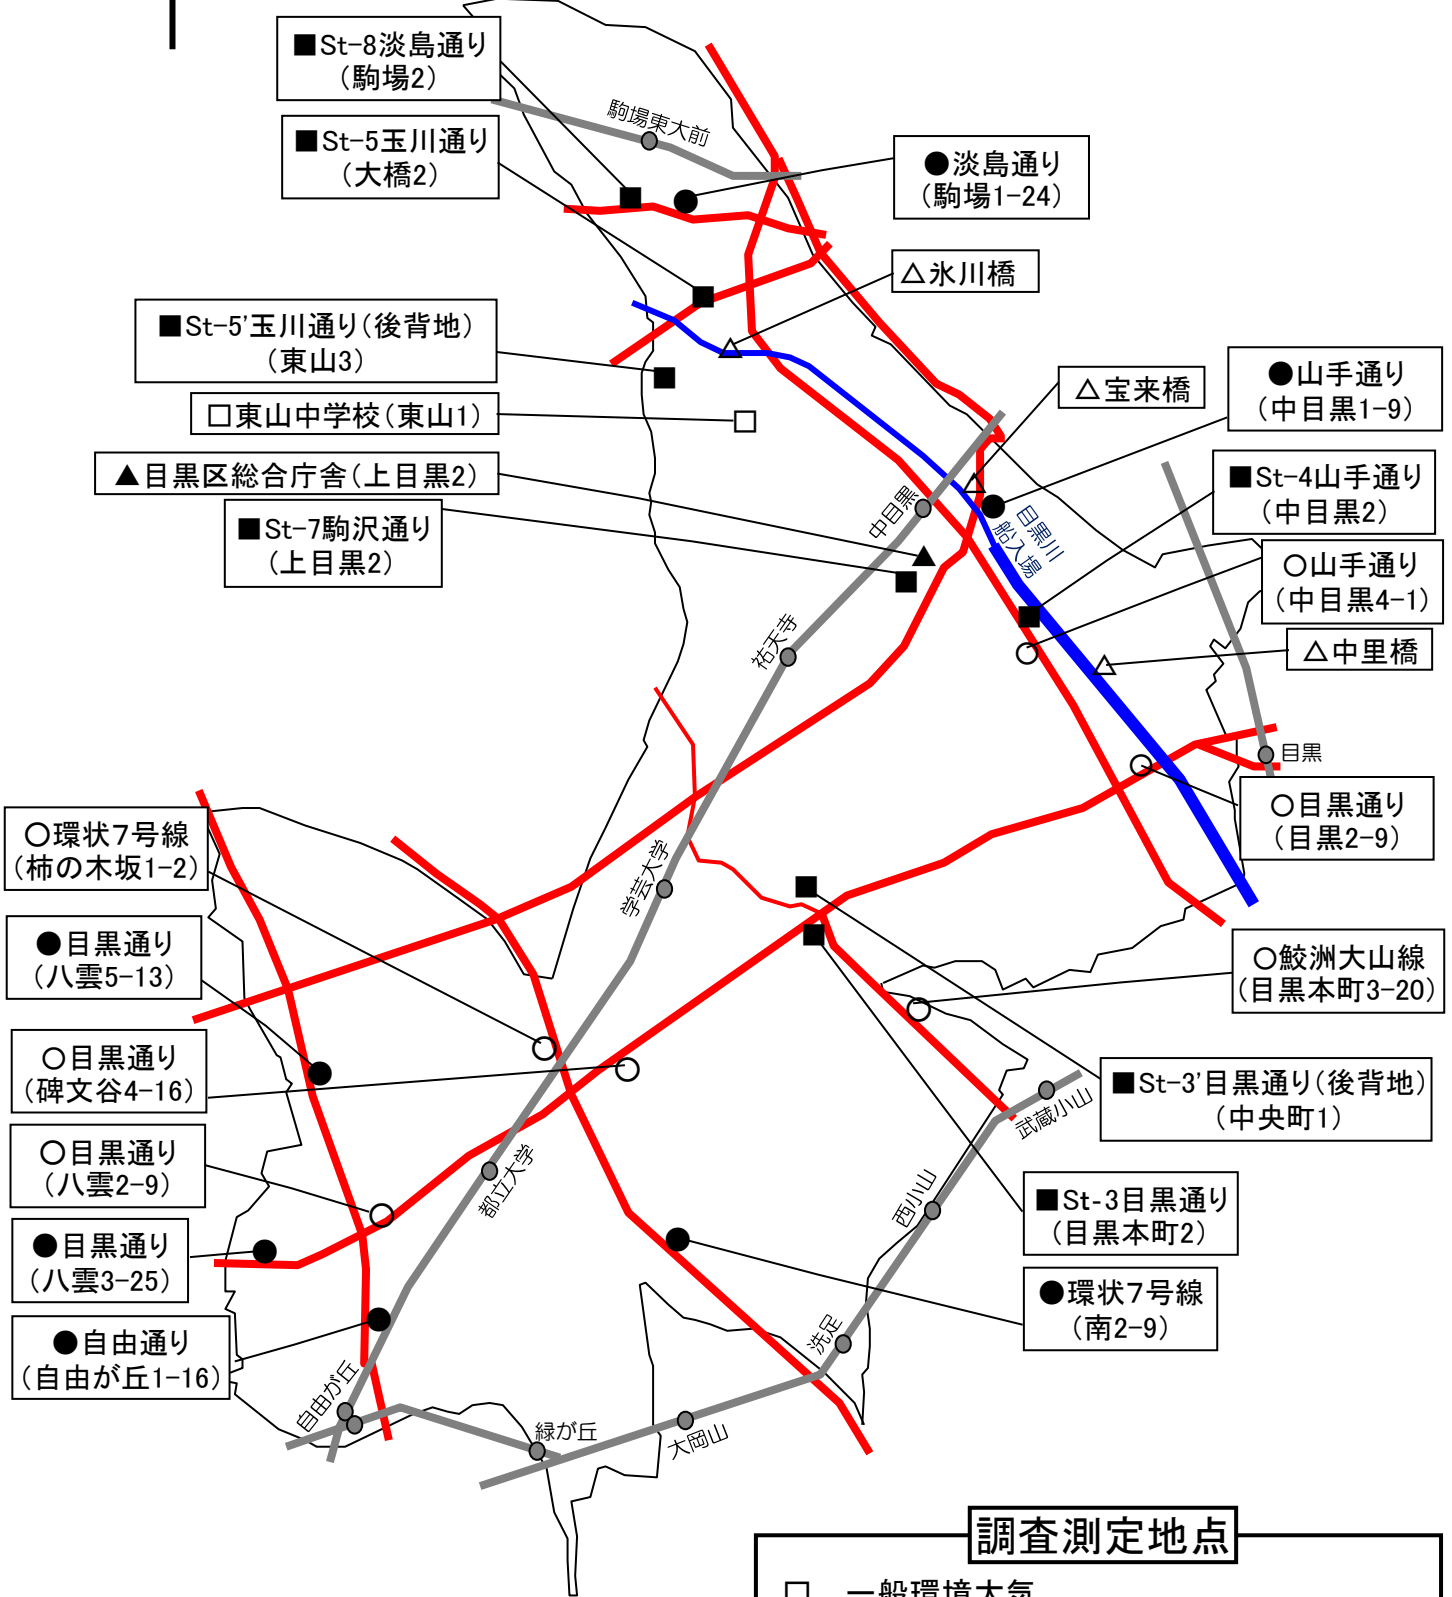 ■St-8淡島通り
(駒場2)
■St-5玉川通り
(大橋2)
駒場東大前
●淡島通り
(駒場1-24)
△氷川橋
■St-5'玉川通り(後背地)
(東山3)
□東山中学校(東山1)
▲目黒区総合庁舎(上目黒2)
■St-7駒沢通り
(上目黒2)
△宝来橋
●山手通り
(中目黒1-9)
■St-4山手通り
(中目黒2)
○山手通り
(中目黒4-1)
△中里橋
中目黒
目黒川
船入場
祐天寺
目黒
○目黒通り
(目黒2-9)
○環状7号線
(柿の木坂1-2)
学芸大学
●目黒通り
(八雲5-13)
○鮫洲大山線
(目黒本町3-20)
○目黒通り
(碑文谷4-16)
■St-3'目黒通り(後背地)
(中央町1)
武蔵小山
○目黒通り
(八雲2-9)
都立大学
西小山
■St-3目黒通り
(目黒本町2)
●目黒通り
(八雲3-25)
●環状7号線
(南2-9)
●自由通り
(自由が丘1-16)
洗足
自由が丘
緑が丘
大岡山
調査測定地点
□ 一般環境大気